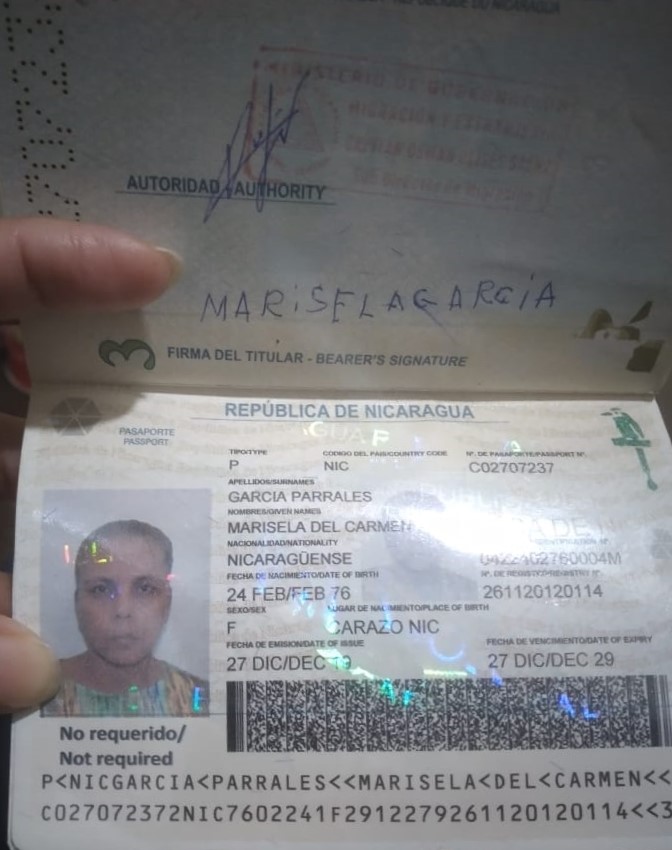 AUTORIDAD - AUTHORITY
MARISELA GARCIA
FIRMA DEL TITULAR - BEARER'S SIGNATURE
REPÚBLICA DE NICARAGUA
PASAPORTE
PASSPORT
TIPO/TYPE CODIGO DEL PAIS/COUNTRY CODE Nº. DE PASAPORTE/PASSPORT Nº.
P NIC C02707237
APELLIDOS/SURNAMES
GARCIA PARRALES
NOMBRES/GIVEN NAMES
MARISELA DEL CARMEN
NACIONALIDAD/NATIONALITY
NICARAGÜENSE
FECHA DE NACIMIENTO/DATE OF BIRTH Nº. DE REGISTRO/REGISTRY Nº.
24 FEB/FEB 76 261120120114
SEXO/SEX LUGAR DE NACIMIENTO/PLACE OF BIRTH
F CARAZO NIC
FECHA DE EMISION/DATE OF ISSUE FECHA DE VENCIMIENTO/DATE OF EXPIRY
27 DIC/DEC 19 27 DIC/DEC 29
No requerido/
Not required
P<NICGARCIA<PARRALES<<MARISELA<DEL<CARMEN<<
C027072372NIC7602241F2912279261120120114<<3